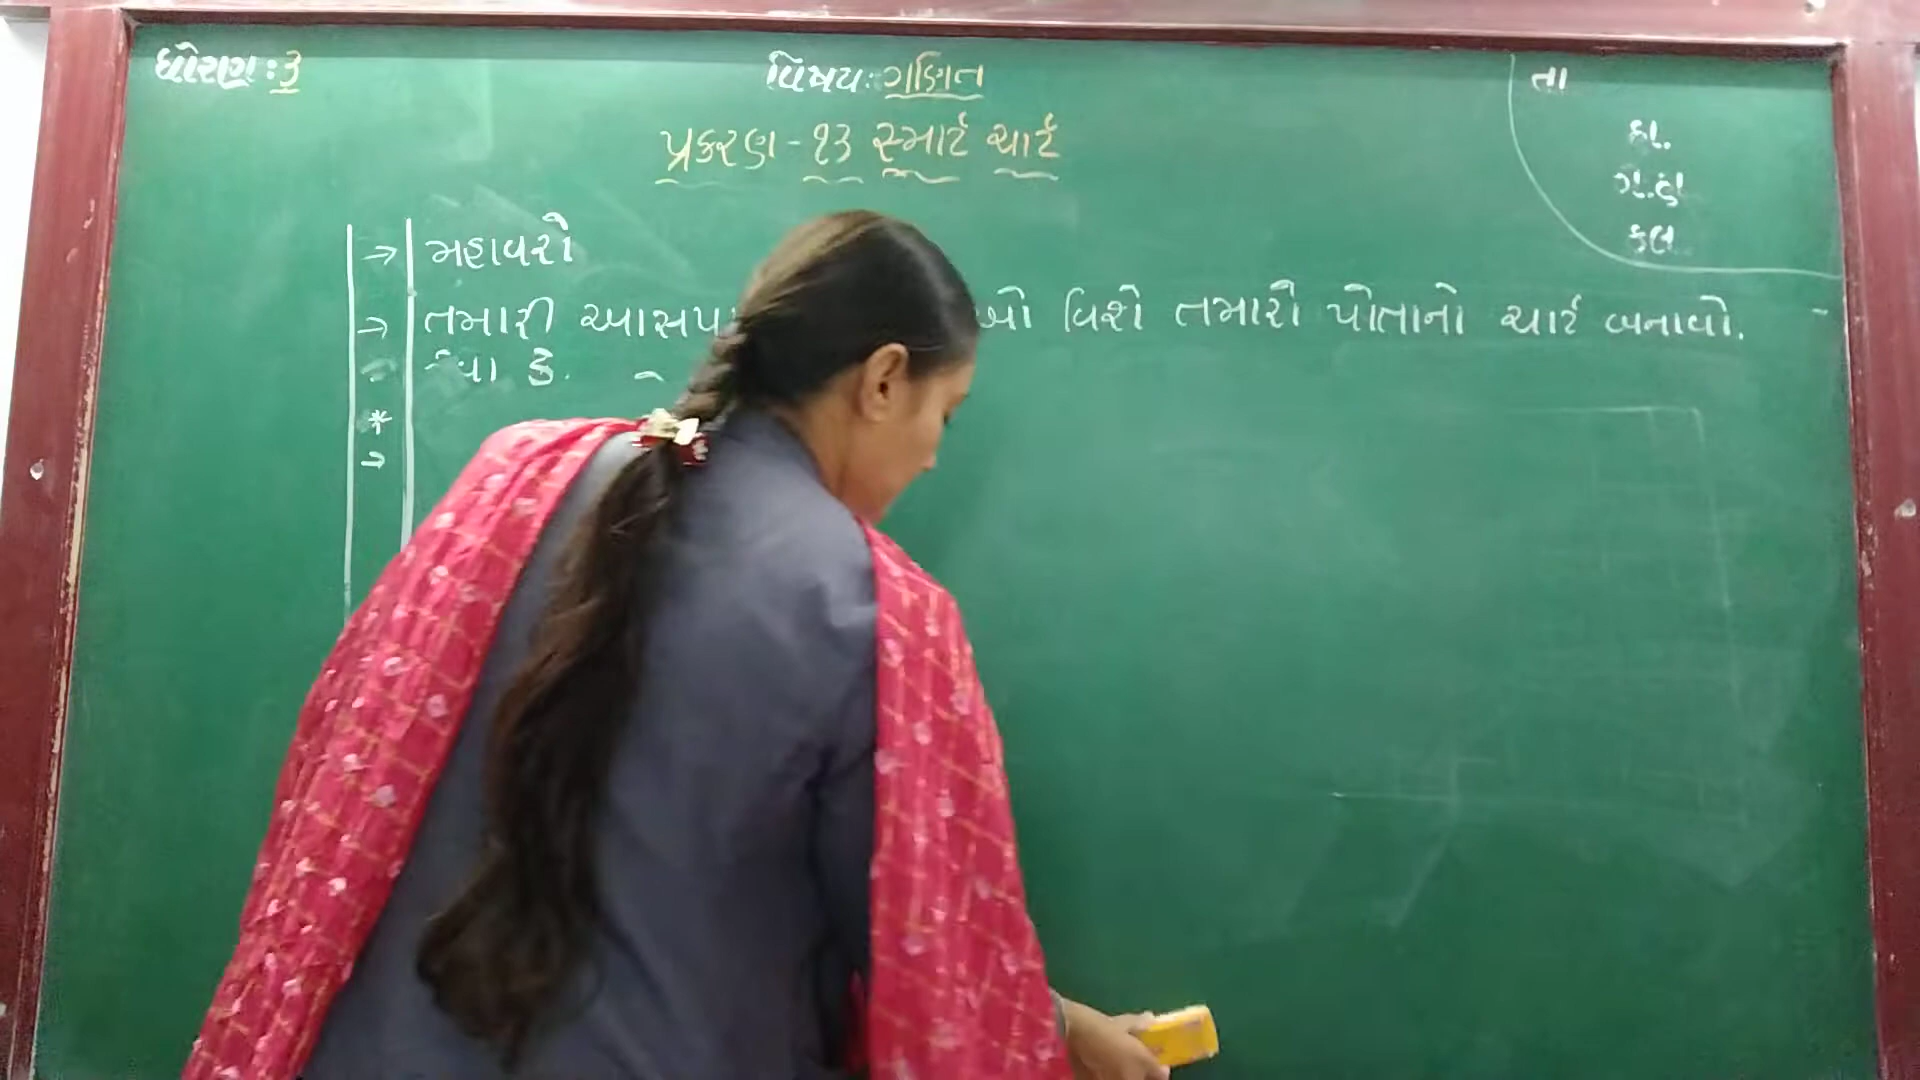 ધોરણ : ૩
વિષય : ગણિત
પ્રકરણ - ૧૩ સ્માર્ટ ચાર્ટ
તા
હા.
ગે.હા
કુલ
→ મહાવરો
→ તમારી આસપા ઓ વિશે તમારો પોતાનો ચાર્ટ બનાવો.
કે.
*
→